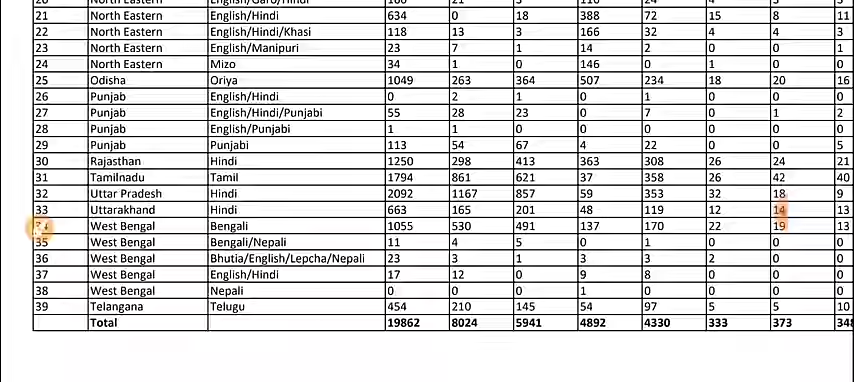 21 North Eastern English/Hindi 634 0 18 388 72 15 8 11
22 North Eastern English/Hindi/Khasi 118 13 3 166 32 4 4 3
23 North Eastern English/Manipuri 23 7 1 14 2 0 0 1
24 North Eastern Mizo 34 1 0 146 0 1 0 0
25 Odisha Oriya 1049 263 364 507 234 18 20 16
26 Punjab English/Hindi 0 2 1 0 1 0 0 0
27 Punjab English/Hindi/Punjabi 55 28 23 0 7 0 1 2
28 Punjab English/Punjabi 1 1 0 0 0 0 0 0
29 Punjab Punjabi 113 54 67 4 22 0 0 5
30 Rajasthan Hindi 1250 298 413 363 308 26 24 21
31 Tamilnadu Tamil 1794 861 621 37 358 26 42 40
32 Uttar Pradesh Hindi 2092 1167 857 59 353 32 18 9
33 Uttarakhand Hindi 663 165 201 48 119 12 14 13
West Bengal Bengali 1055 530 491 137 170 22 19 13
35 West Bengal Bengali/Nepali 11 4 5 0 1 0 0 0
36 West Bengal Bhutia/English/Lepcha/Nepali 23 3 1 3 3 2 0 0
37 West Bengal English/Hindi 17 12 0 9 8 0 0 0
38 West Bengal Nepali 0 0 0 1 0 0 0 0
39 Telangana Telugu 454 210 145 54 97 5 5 10
Total 19862 8024 5941 4892 4330 333 373 348